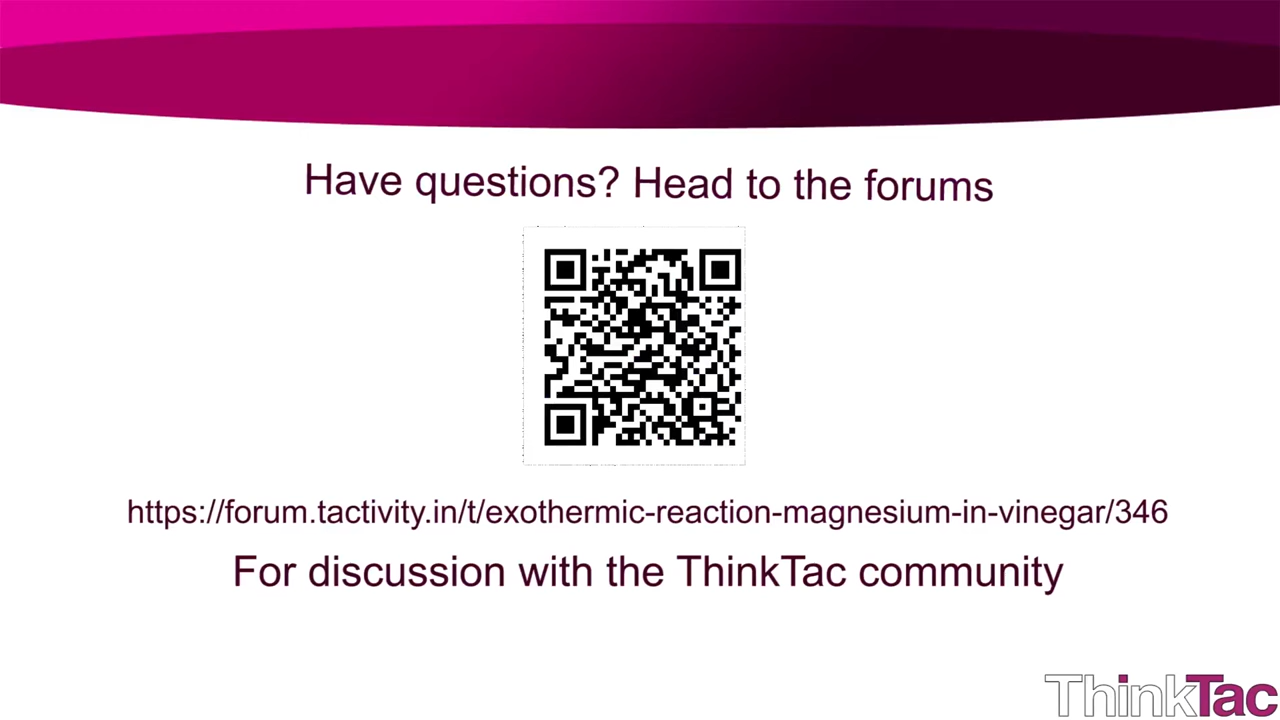 Have questions? Head to the forums
https://forum.tactivity.in/t/exothermic-reaction-magnesium-in-vinegar/346
For discussion with the ThinkTac community
ThinkTac